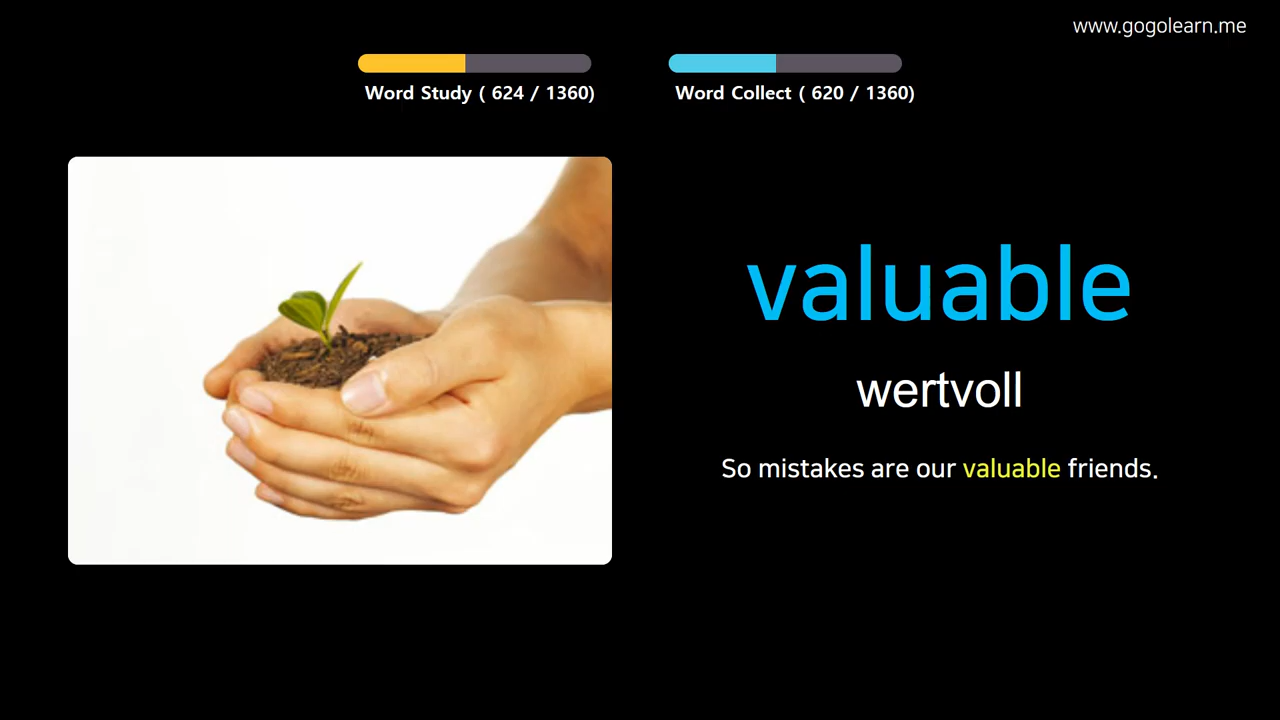 www.gogolearn.me
Word Study ( 624 / 1360)
Word Collect ( 620 / 1360)
valuable
wertvoll
So mistakes are our valuable friends.